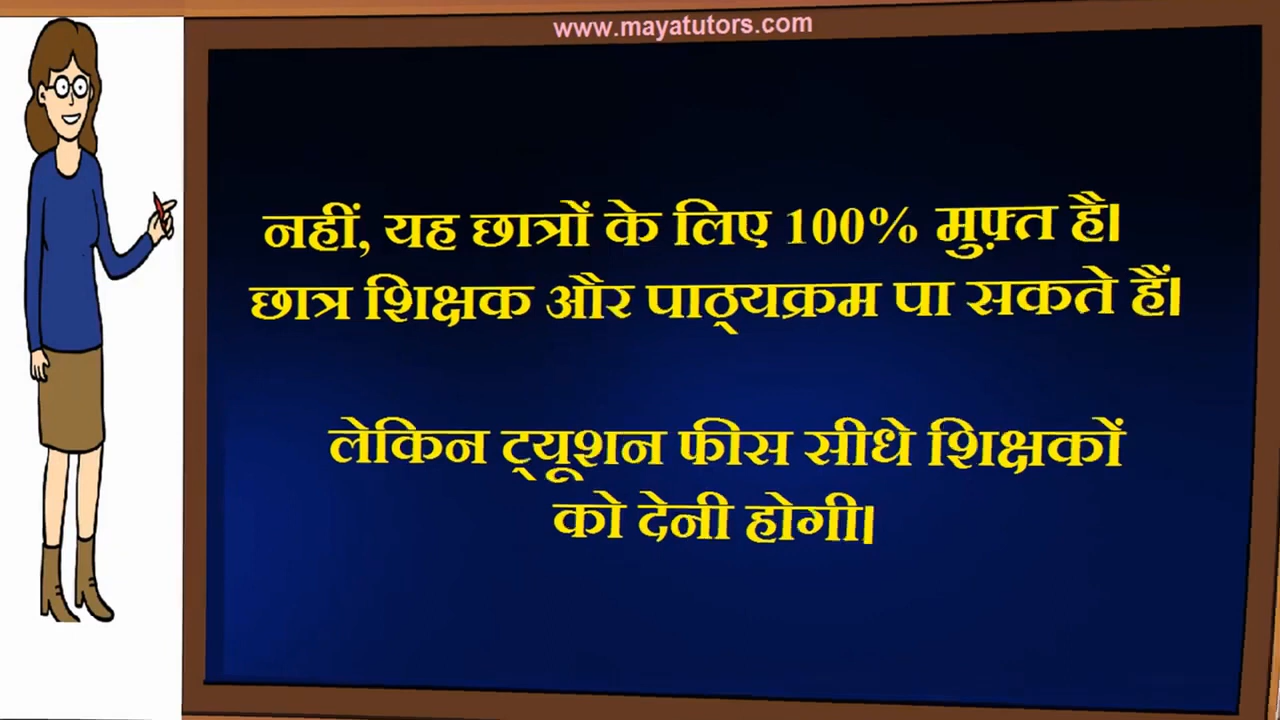 www.mayatutors.com
नहीं, यह छात्रों के लिए 100% मुफ़्त है।
छात्र शिक्षक और पाठ्यक्रम पा सकते हैं।
लेकिन ट्यूशन फीस सीधे शिक्षकों
को देनी होगी।